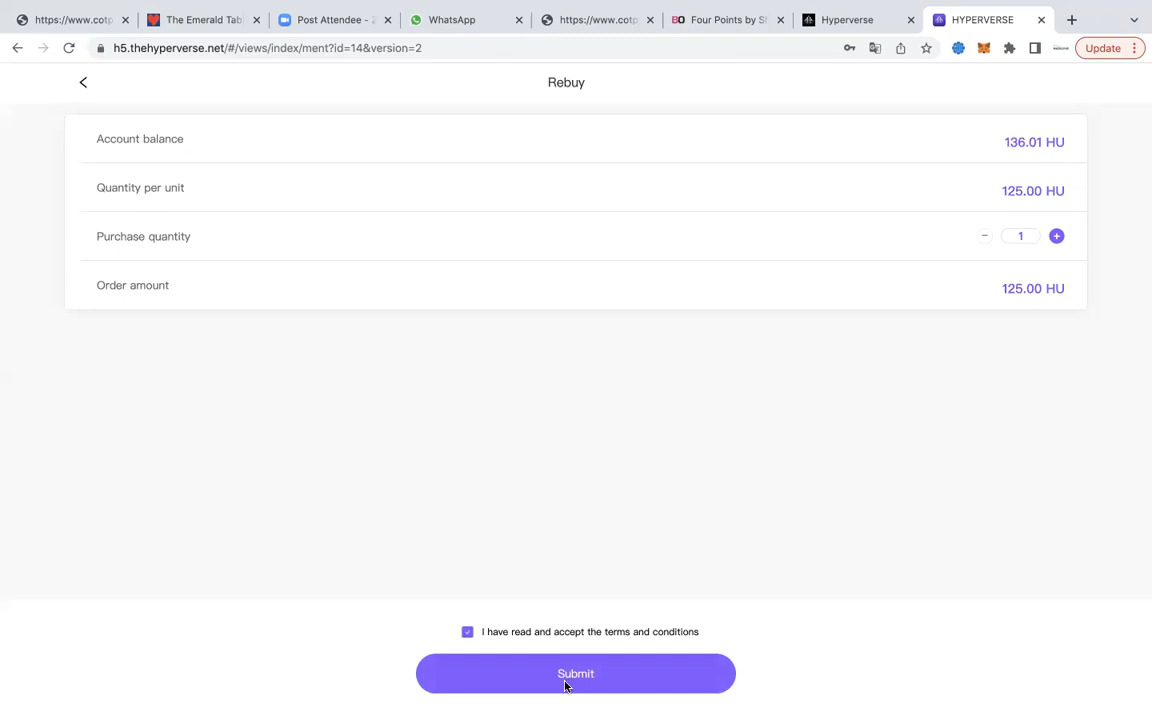 https://www.cotp
The Emerald Tabl
Post Attendee - Z
WhatsApp
https://www.cotp
Four Points by Sh
Hyperverse
HYPERVERSE
h5.thehyperverse.net/#/views/index/ment?id=14&version=2
Update
Rebuy
Account balance 136.01 HU
Quantity per unit 125.00 HU
Purchase quantity − 1 +
Order amount 125.00 HU
I have read and accept the terms and conditions
Submit